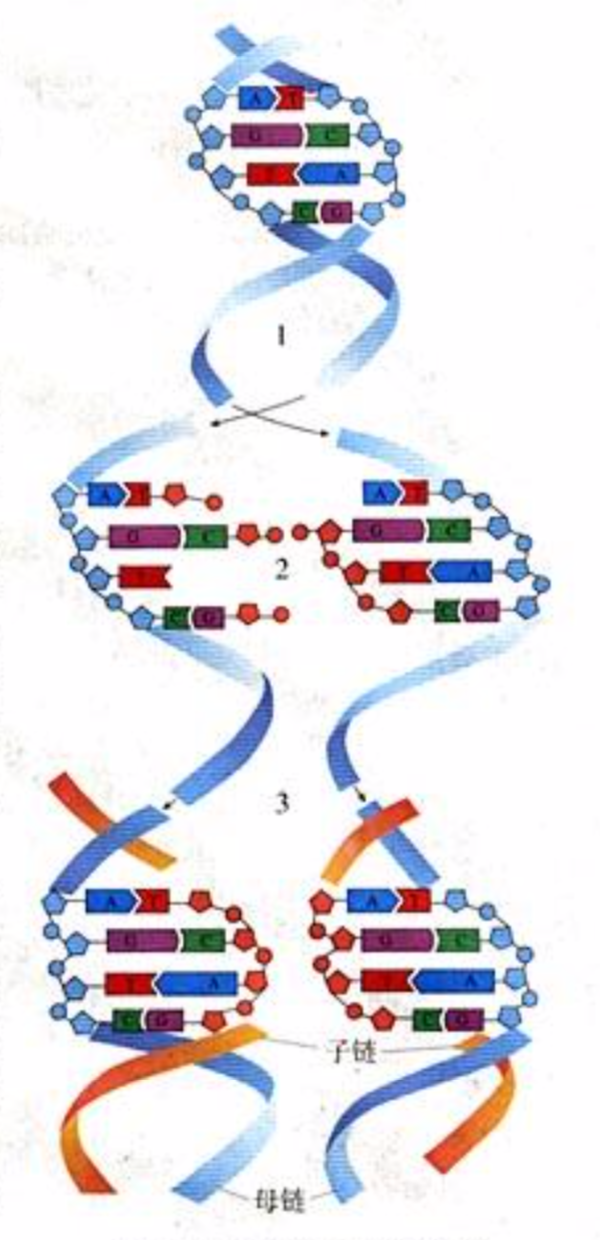 A T
G C
T A
C G
1
A T A T
G C G C
2
T T A
C G C G
3
A T A T
G C G C
T A T A
C G C G
子链
母链